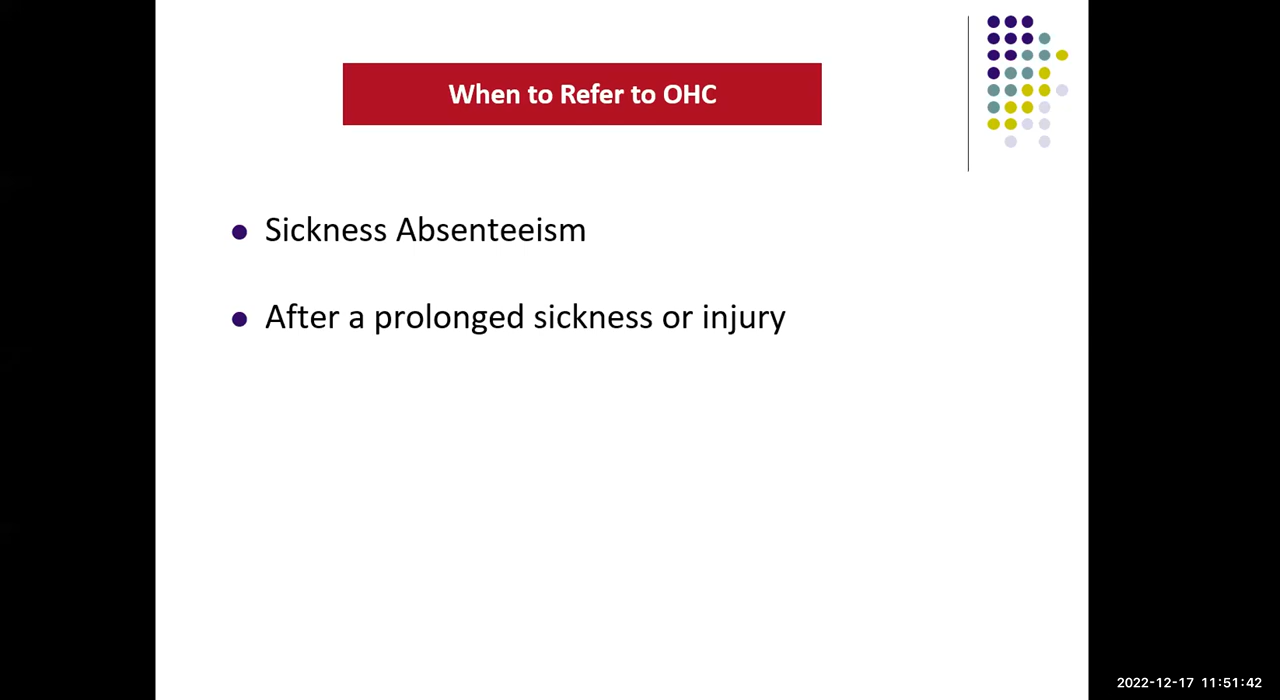 When to Refer to OHC
Sickness Absenteeism
After a prolonged sickness or injury
2022-12-17 11:51:42